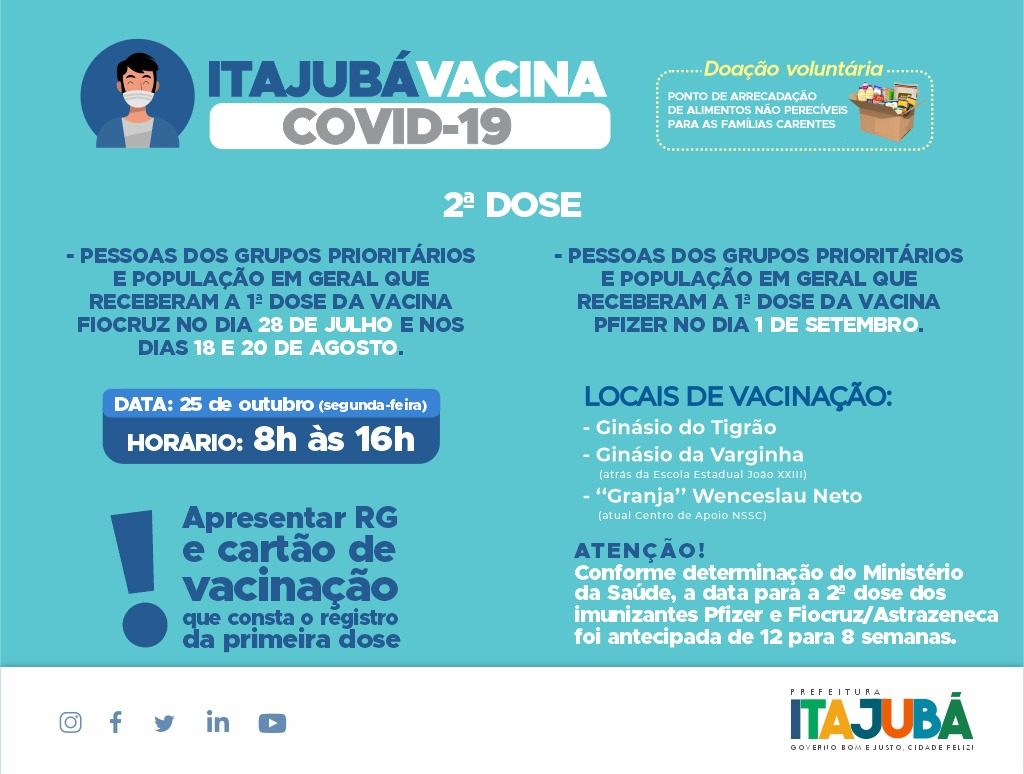 ITAJUBÁVACINA
COVID-19
Doação voluntária
PONTO DE ARRECADAÇÃO
DE ALIMENTOS NÃO PERECÍVEIS
PARA AS FAMÍLIAS CARENTES
2ª DOSE
- PESSOAS DOS GRUPOS PRIORITÁRIOS
E POPULAÇÃO EM GERAL QUE
RECEBERAM A 1ª DOSE DA VACINA
FIOCRUZ NO DIA 28 DE JULHO E NOS
DIAS 18 E 20 DE AGOSTO.
- PESSOAS DOS GRUPOS PRIORITÁRIOS
E POPULAÇÃO EM GERAL QUE
RECEBERAM A 1ª DOSE DA VACINA
PFIZER NO DIA 1 DE SETEMBRO.
DATA: 25 de outubro (segunda-feira)
HORÁRIO: 8h às 16h
! Apresentar RG
e cartão de
vacinação
que consta o registro
da primeira dose
LOCAIS DE VACINAÇÃO:
- Ginásio do Tigrão
- Ginásio da Varginha
(atrás da Escola Estadual João XXIII)
- “Granja” Wenceslau Neto
(atual Centro de Apoio NSSC)
ATENÇÃO!
Conforme determinação do Ministério
da Saúde, a data para a 2ª dose dos
imunizantes Pfizer e Fiocruz/Astrazeneca
foi antecipada de 12 para 8 semanas.
PREFEITURA
ITAJUBÁ
GOVERNO BOM E JUSTO, CIDADE FELIZ!